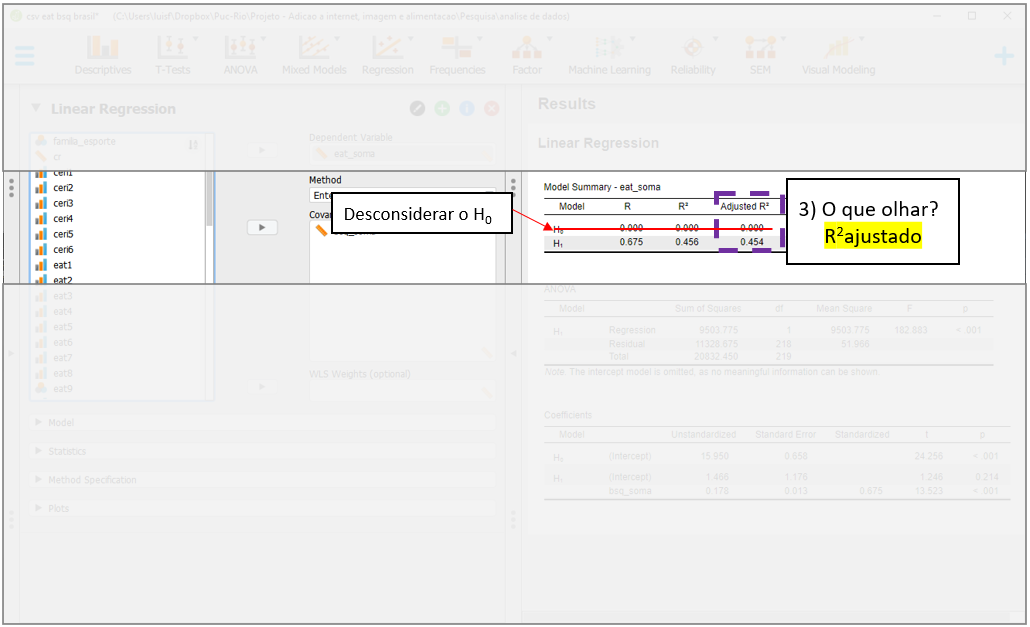 csv eat bsq bresil* (C:\Users\luisf\Dropbox\Puc-Rio\Projeto - Adicao a internet, imagem e alimentacao\Pesquisa\analise de dados)
Descriptives T-Tests ANOVA Mixed Models Regression Frequencies Factor Machine Learning Reliability SEM Visual Modeling
Linear Regression
familia_esporte
cr
ceri1
ceri2
ceri3
ceri4
ceri5
ceri6
eat1
eat2
eat3
eat4
eat5
eat6
eat7
eat8
eat9
Dependent Variable
eat_soma
Method
Ente
Covar
WLS Weights (optional)
Model
Statistics
Method Specification
Plots
Desconsiderar o H₀
Results
Linear Regression
Model Summary - eat_soma
Model R R² Adjusted R²
H₀ 0.000 0.000 0.000
H₁ 0.675 0.456 0.454
3) O que olhar?
R²ajustado
ANOVA
Model Sum of Squares df Mean Square F p
H₁ Regression 9503.775 1 9503.775 182.883 < .001
Residual 11328.675 218 51.966
Total 20832.450 219
Note. The intercept model is omitted, as no meaningful information can be shown.
Coefficients
Model Unstandardized Standard Error Standardized t p
H₀ (Intercept) 15.950 0.658 24.256 < .001
H₁ (Intercept) 1.466 1.176 1.246 0.214
bsq_soma 0.178 0.013 0.675 13.523 < .001